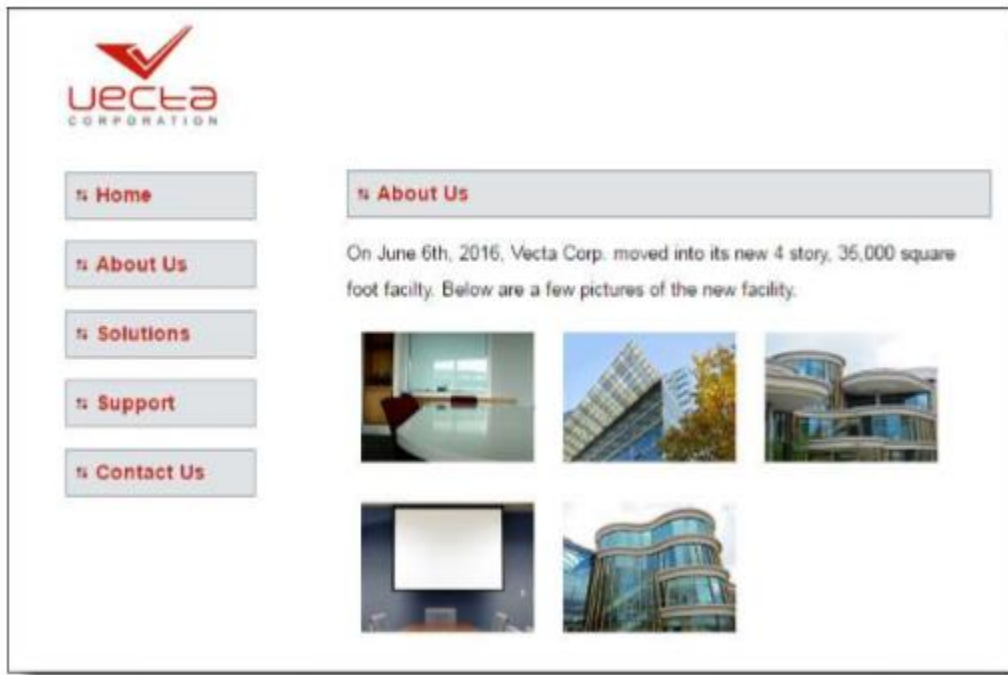 vecta
CORPORATION
Home
About Us
Solutions
Support
Contact Us
About Us
On June 6th, 2016, Vecta Corp. moved into its new 4 story, 35,000 square
foot facilty. Below are a few pictures of the new facility.